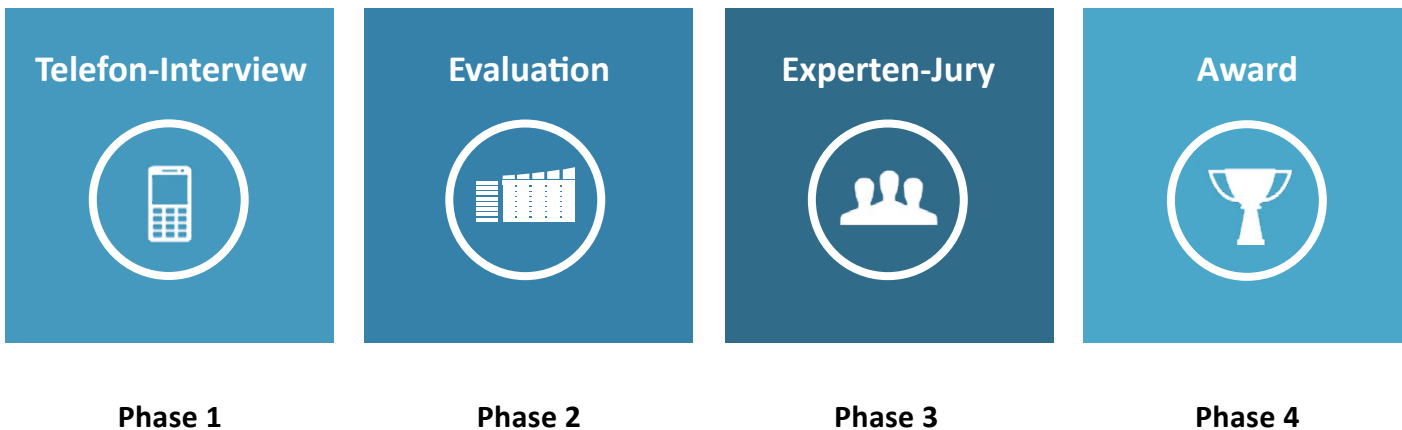 Telefon-Interview
Evaluation
Experten-Jury
Award
Phase 1
Phase 2
Phase 3
Phase 4